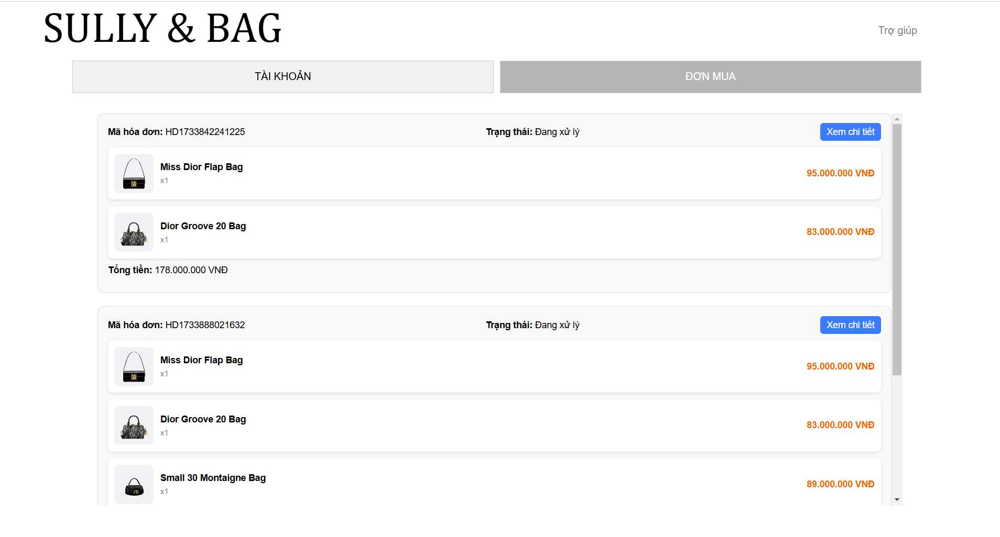 SULLY & BAG
Trợ giúp
TÀI KHOẢN
ĐƠN MUA
Mã hóa đơn: HD1733842241225
Trạng thái: Đang xử lý
Xem chi tiết
Miss Dior Flap Bag
x1
95.000.000 VNĐ
Dior Groove 20 Bag
x1
83.000.000 VNĐ
Tổng tiền: 178.000.000 VNĐ
Mã hóa đơn: HD1733888021632
Trạng thái: Đang xử lý
Xem chi tiết
Miss Dior Flap Bag
x1
95.000.000 VNĐ
Dior Groove 20 Bag
x1
83.000.000 VNĐ
Small 30 Montaigne Bag
x1
89.000.000 VNĐ